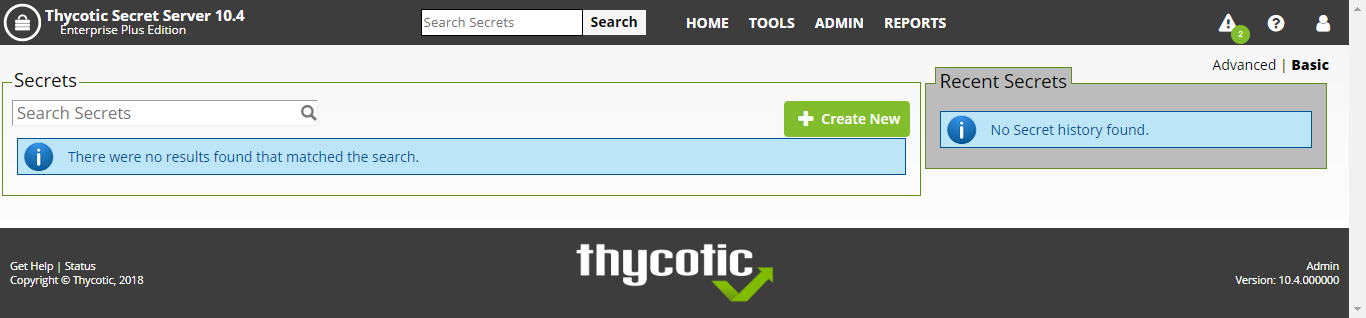 Thycotic Secret Server 10.4
Enterprise Plus Edition
Search Secrets
Search
HOME
TOOLS
ADMIN
REPORTS
2
?
Advanced | Basic
Secrets
Search Secrets
Create New
i
There were no results found that matched the search.
Recent Secrets
i
No Secret history found.
Get Help | Status
Copyright © Thycotic, 2018
thycotic
Admin
Version: 10.4.000000